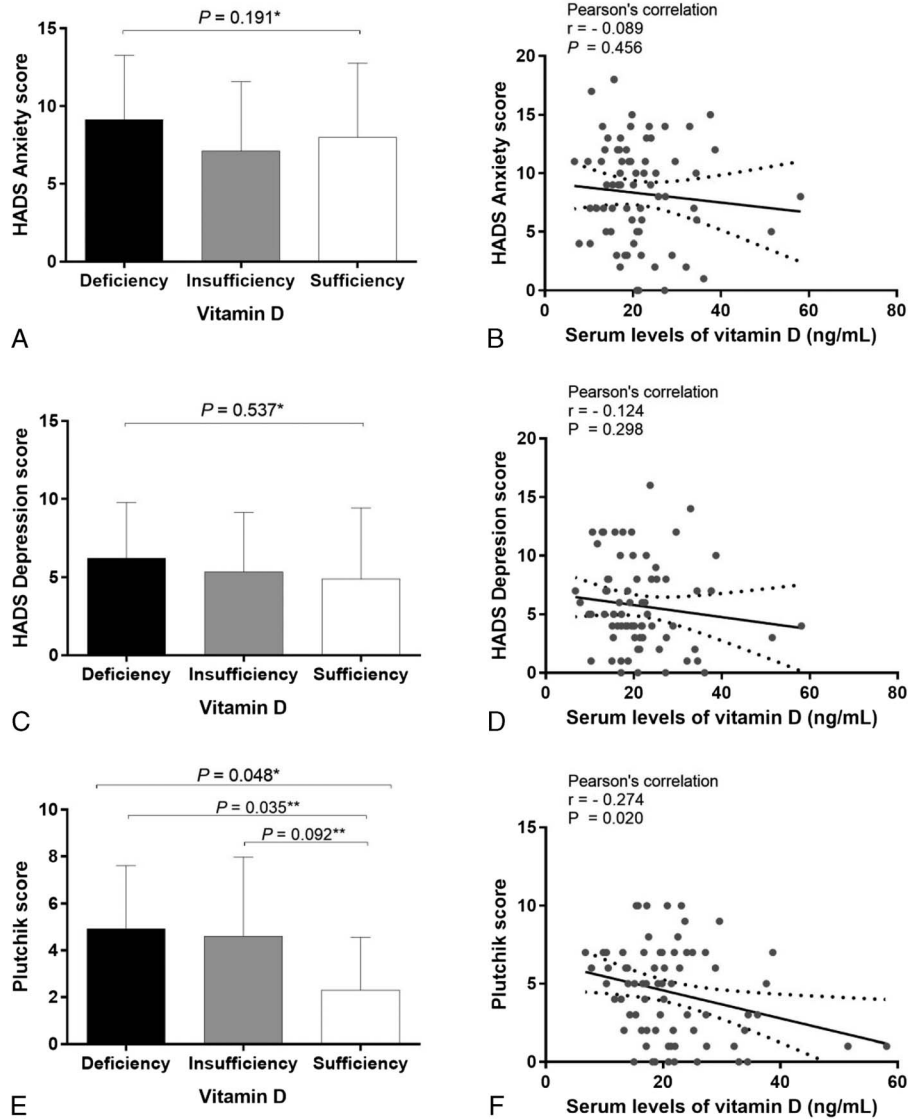 P = 0.191*
15
10
5
0
HADS Anxiety score
Deficiency Insufficiency Sufficiency
Vitamin D
A
Pearson's correlation
r = - 0.089
P = 0.456
20
15
10
5
0
HADS Anxiety score
0 20 40 60 80
Serum levels of vitamin D (ng/mL)
B
P = 0.537*
15
10
5
0
HADS Depression score
Deficiency Insufficiency Sufficiency
Vitamin D
C
Pearson's correlation
r = - 0.124
P = 0.298
20
15
10
5
0
HADS Depresion score
0 20 40 60 80
Serum levels of vitamin D (ng/mL)
D
P = 0.048*
P = 0.035**
P = 0.092**
10
8
6
4
2
0
Plutchik score
Deficiency Insufficiency Sufficiency
Vitamin D
E
Pearson's correlation
r = - 0.274
P = 0.020
15
10
5
0
Plutchik score
0 20 40 60
Serum levels of vitamin D (ng/mL)
F